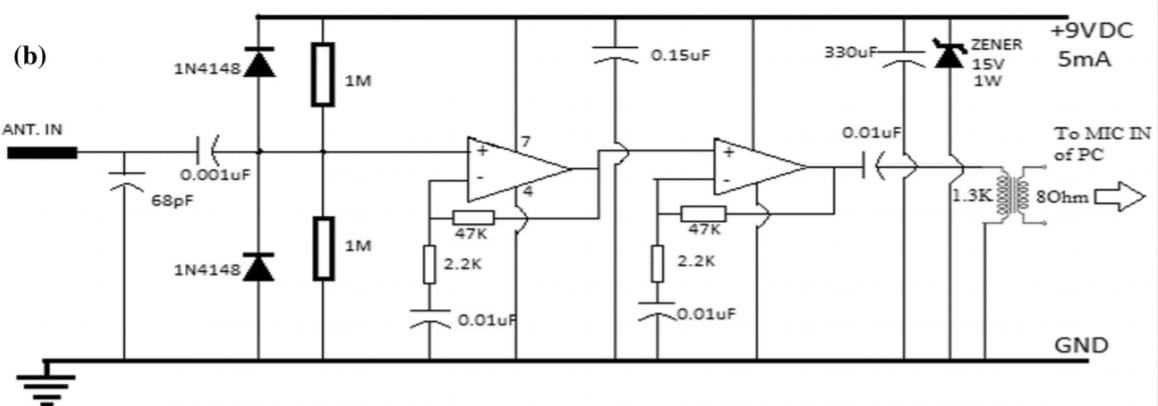 (b)
ANT. IN
68pF
0.001uF
1N4148
1N4148
1M
1M
+
-
7
4
47K
2.2K
0.01uF
0.15uF
+
-
47K
2.2K
0.01uF
330uF
0.01uF
ZENER
15V
1W
+9VDC
5mA
To MIC IN
of PC
1.3K
8Ohm
GND